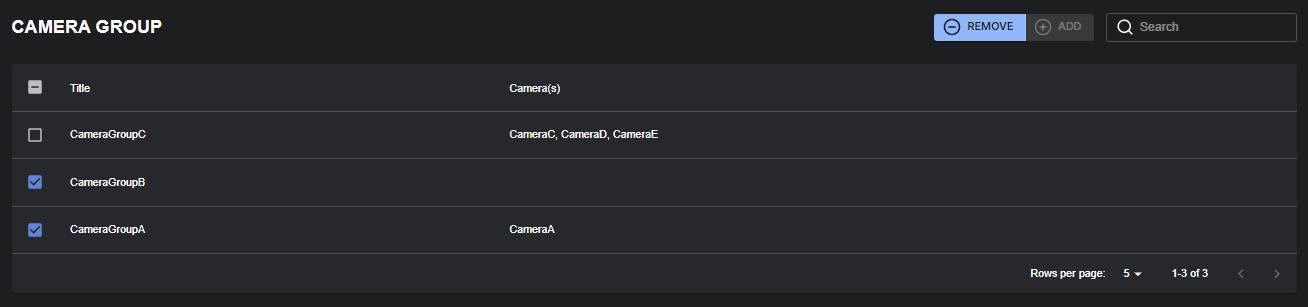 CAMERA GROUP
REMOVE
ADD
Search
Title Camera(s)
CameraGroupC CameraC, CameraD, CameraE
CameraGroupB
CameraGroupA CameraA
Rows per page: 5 1-3 of 3